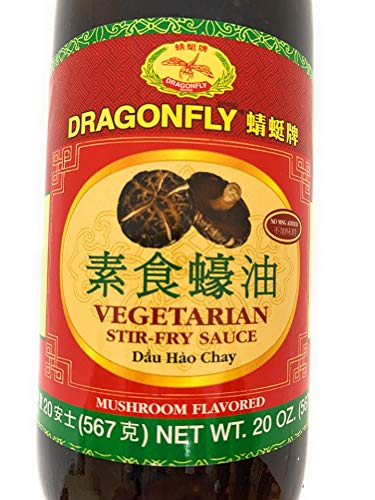 蜻蜓牌
DRAGONFLY
DRAGONFLY 蜻蜓牌
NO MSG ADDED
不加味精
素食蠔油
VEGETARIAN
STIR-FRY SAUCE
Dầu Hào Chay
MUSHROOM FLAVORED
20安士(567克) NET WT. 20 OZ.